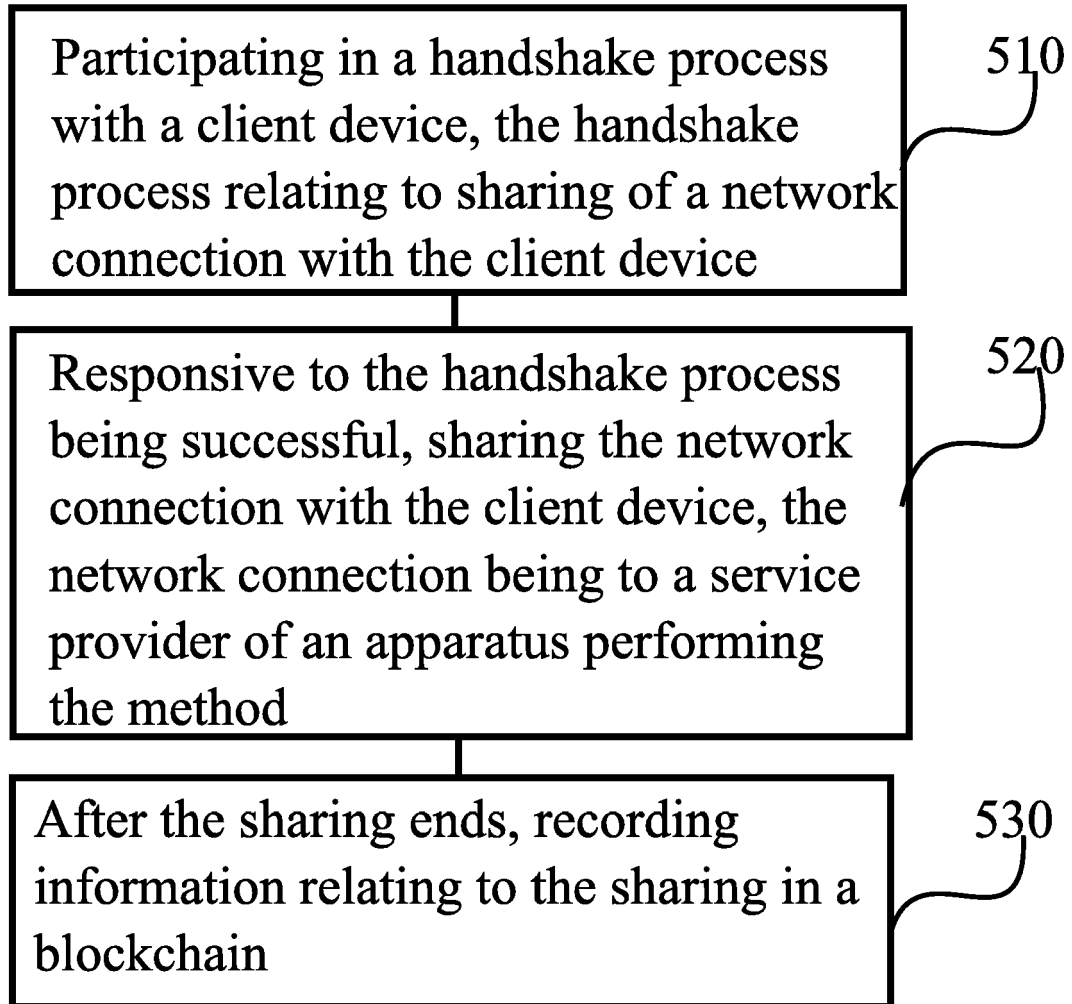 Participating in a handshake process
with a client device, the handshake
process relating to sharing of a network
connection with the client device
510
Responsive to the handshake process
being successful, sharing the network
connection with the client device, the
network connection being to a service
provider of an apparatus performing
the method
520
After the sharing ends, recording
information relating to the sharing in a
blockchain
530